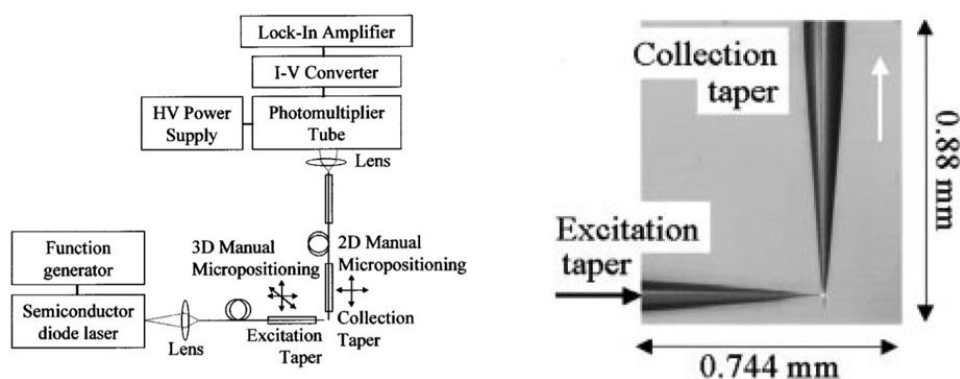 Lock-In Amplifier
I-V Converter
HV Power
Supply
Photomultiplier
Tube
Lens
3D Manual
Micropositioning
2D Manual
Micropositioning
Function
generator
Semiconductor
diode laser
Lens
Excitation
Taper
Collection
Taper
Collection
taper
Excitation
taper
0.88 mm
0.744 mm